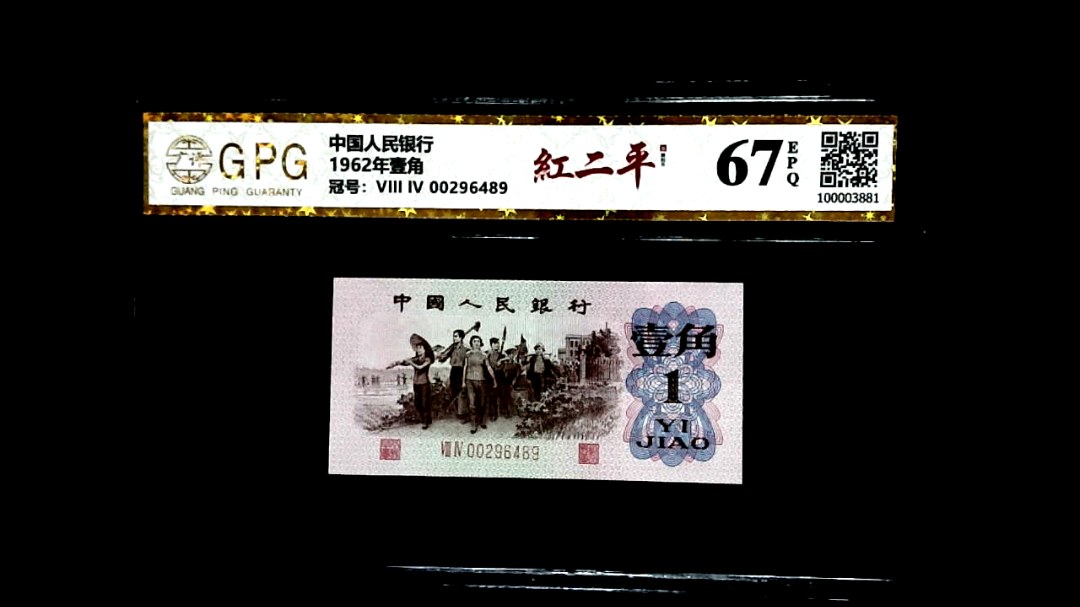 GPG
GUANG PING GUARANTY
中国人民银行
1962年壹角
冠号：VIII IV 00296489
紅二平
67
EPQ
100003881
中國人民銀行
壹角
1
YI
JIAO
VIII IV 00296489